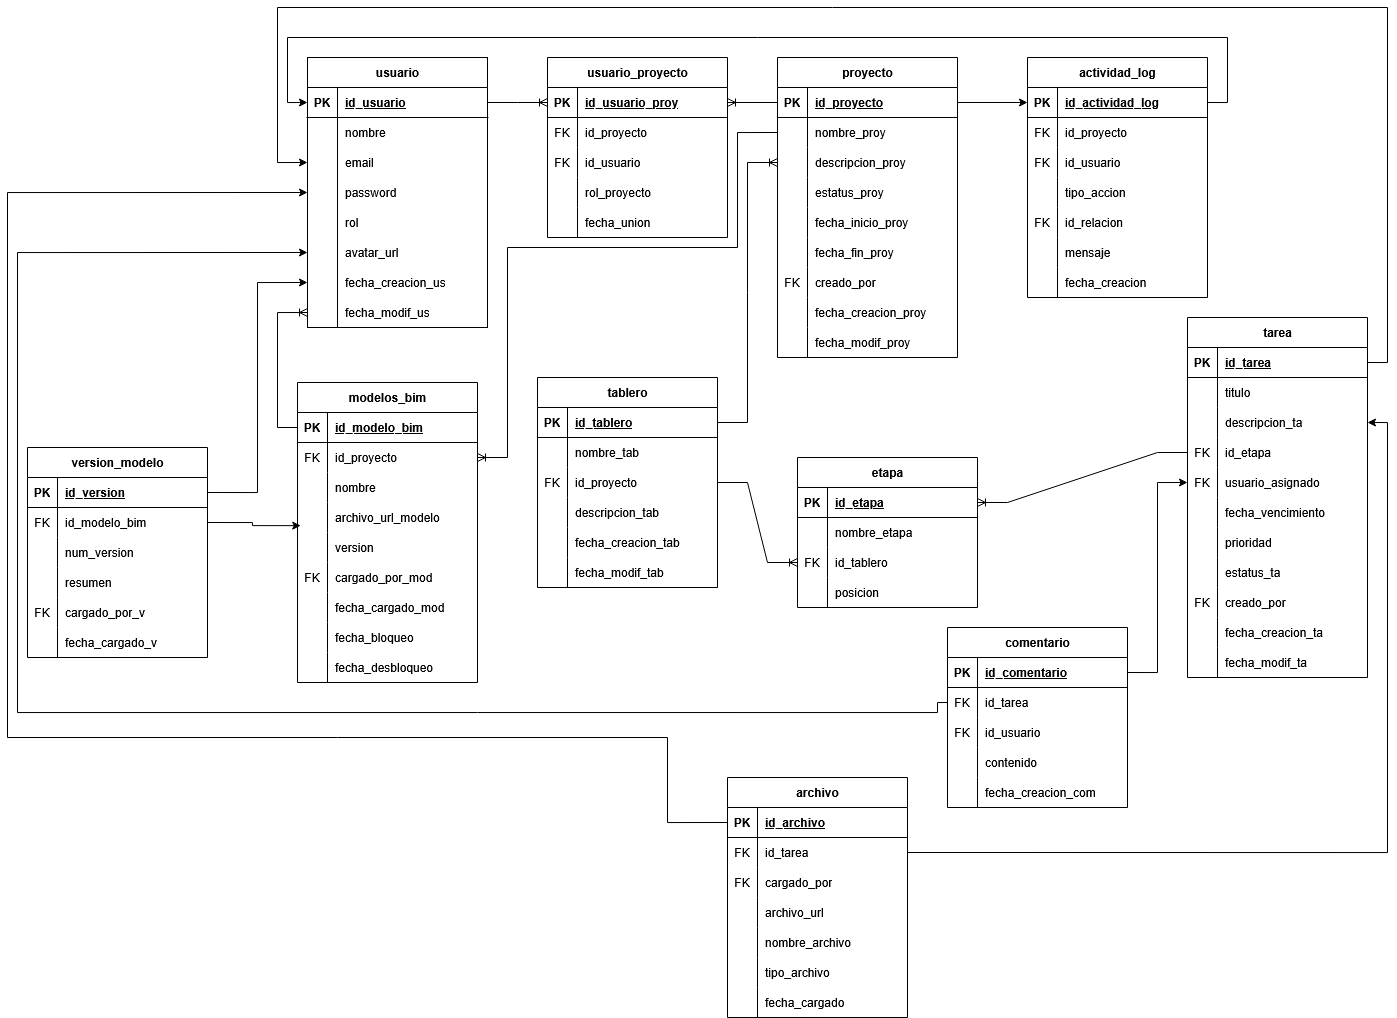 usuario
PK id_usuario
nombre
email
password
rol
avatar_url
fecha_creacion_us
fecha_modif_us
usuario_proyecto
PK id_usuario_proy
FK id_proyecto
FK id_usuario
rol_proyecto
fecha_union
proyecto
PK id_proyecto
nombre_proy
descripcion_proy
estatus_proy
fecha_inicio_proy
fecha_fin_proy
FK creado_por
fecha_creacion_proy
fecha_modif_proy
actividad_log
PK id_actividad_log
FK id_proyecto
FK id_usuario
tipo_accion
FK id_relacion
mensaje
fecha_creacion
tarea
PK id_tarea
titulo
descripcion_ta
FK id_etapa
FK usuario_asignado
fecha_vencimiento
prioridad
estatus_ta
FK creado_por
fecha_creacion_ta
fecha_modif_ta
modelos_bim
PK id_modelo_bim
FK id_proyecto
nombre
archivo_url_modelo
version
FK cargado_por_mod
fecha_cargado_mod
fecha_bloqueo
fecha_desbloqueo
tablero
PK id_tablero
nombre_tab
FK id_proyecto
descripcion_tab
fecha_creacion_tab
fecha_modif_tab
version_modelo
PK id_version
FK id_modelo_bim
num_version
resumen
FK cargado_por_v
fecha_cargado_v
etapa
PK id_etapa
nombre_etapa
FK id_tablero
posicion
comentario
PK id_comentario
FK id_tarea
FK id_usuario
contenido
fecha_creacion_com
archivo
PK id_archivo
FK id_tarea
FK cargado_por
archivo_url
nombre_archivo
tipo_archivo
fecha_cargado